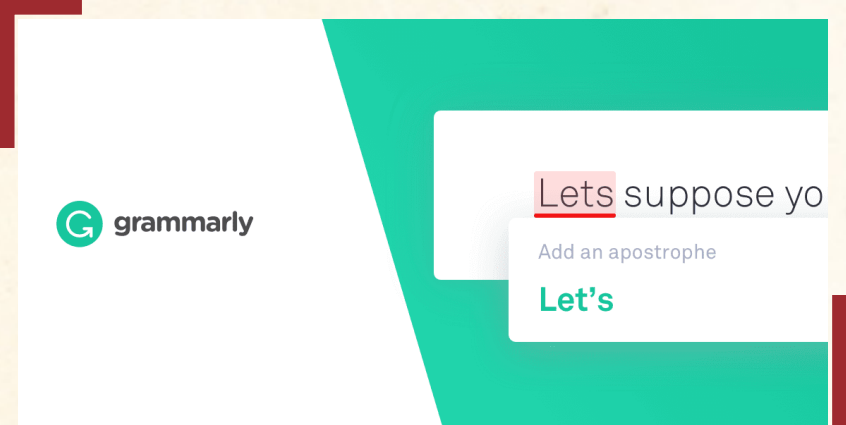 grammarly
Lets suppose yo
Add an apostrophe
Let’s